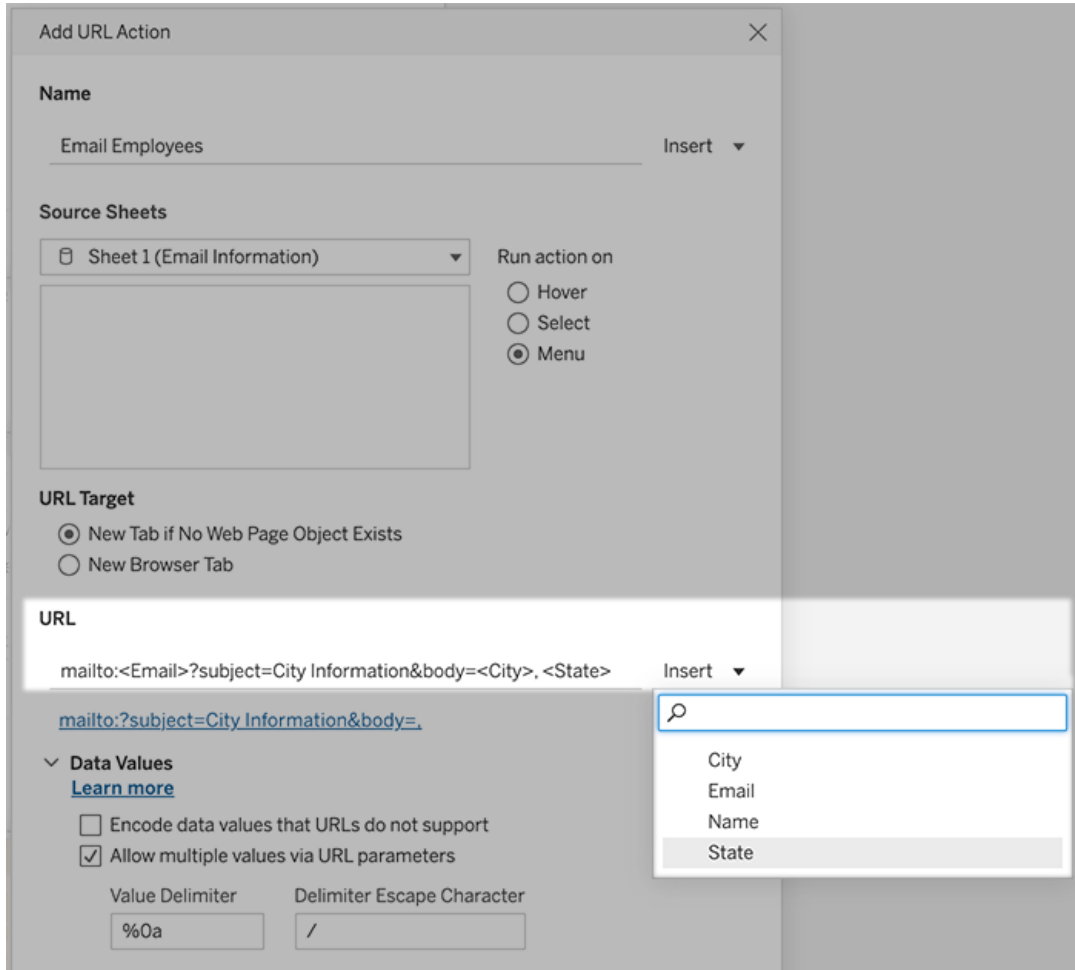 Add URL Action
Name
Email Employees Insert
Source Sheets
Sheet 1 (Email Information) Run action on
Hover
Select
Menu
URL Target
New Tab if No Web Page Object Exists
New Browser Tab
URL
mailto:<Email>?subject=City Information&body=<City>, <State> Insert
mailto:?subject=City Information&body=,
City
Email
Name
State
Data Values
Learn more
Encode data values that URLs do not support
Allow multiple values via URL parameters
Value Delimiter Delimiter Escape Character
%0a /